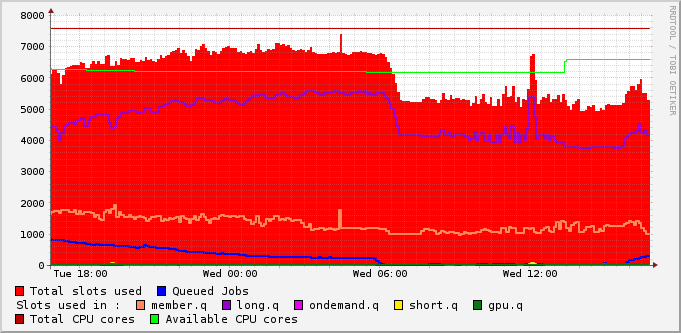 8000
7000
6000
5000
4000
3000
2000
1000
0
Tue 18:00 Wed 00:00 Wed 06:00 Wed 12:00
Total slots used Queued Jobs
Slots used in : member.q long.q ondemand.q short.q gpu.q
Total CPU cores Available CPU cores
RRDTOOL / TOBI OETIKER